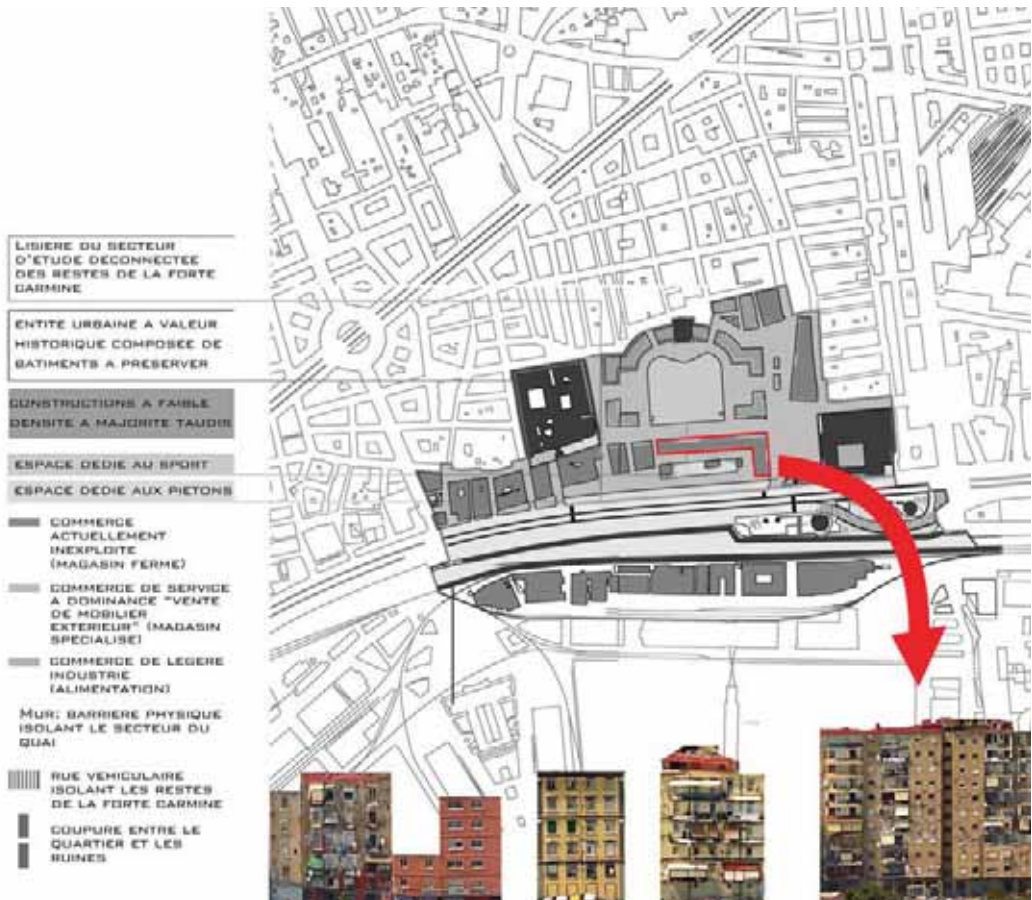 LISIERE DU SECTEUR
D'ETUDE DECONNECTEE
DES RESTES DE LA FORTE
CARMINE
ENTITE URBAINE A VALEUR
HISTORIQUE COMPOSEE DE
BATIMENTS A PRESERVER
CONSTRUCTIONS A FAIBLE
DENSITE A MAJORITE TAUDIS
ESPACE DEDIE AU SPORT
ESPACE DEDIE AUX PIETONS
COMMERCE
ACTUELLEMENT
INEXPLOITE
(MAGASIN FERME)
COMMERCE DE SERVICE
A DOMINANCE "VENTE
DE MOBILIER
EXTERIEUR" (MAGASIN
SPECIALISE)
COMMERCE DE LEGERE
INDUSTRIE
(ALIMENTATION)
MUR: BARRIERE PHYSIQUE
ISOLANT LE SECTEUR DU
QUAI
RUE VEHICULAIRE
ISOLANT LES RESTES
DE LA FORTE CARMINE
COUPURE ENTRE LE
QUARTIER ET LES
RUINES